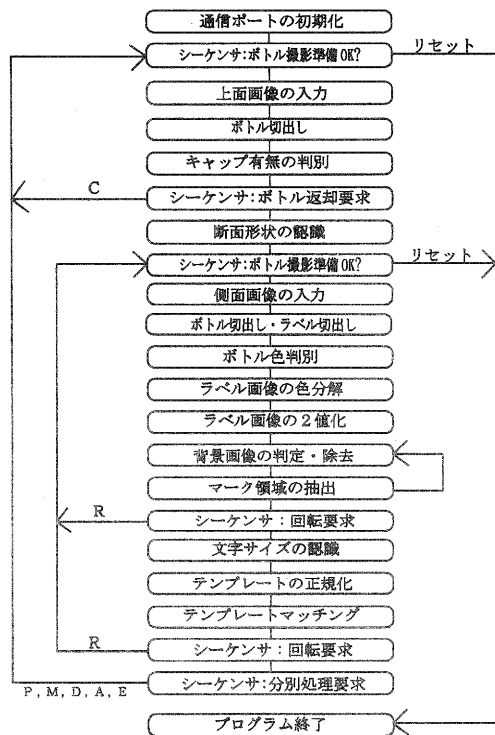 通信ポートの初期化
シーケンサ:ボトル撮影準備OK?
リセット
上面画像の入力
ボトル切出し
キャップ有無の判別
C
シーケンサ:ボトル返却要求
断面形状の認識
シーケンサ:ボトル撮影準備OK?
リセット
側面画像の入力
ボトル切出し・ラベル切出し
ボトル色判別
ラベル画像の色分解
ラベル画像の2値化
背景画像の判定・除去
マーク領域の抽出
R
シーケンサ:回転要求
文字サイズの認識
テンプレートの正規化
テンプレートマッチング
R
シーケンサ:回転要求
シーケンサ:分別処理要求
P, M, D, A, E
プログラム終了